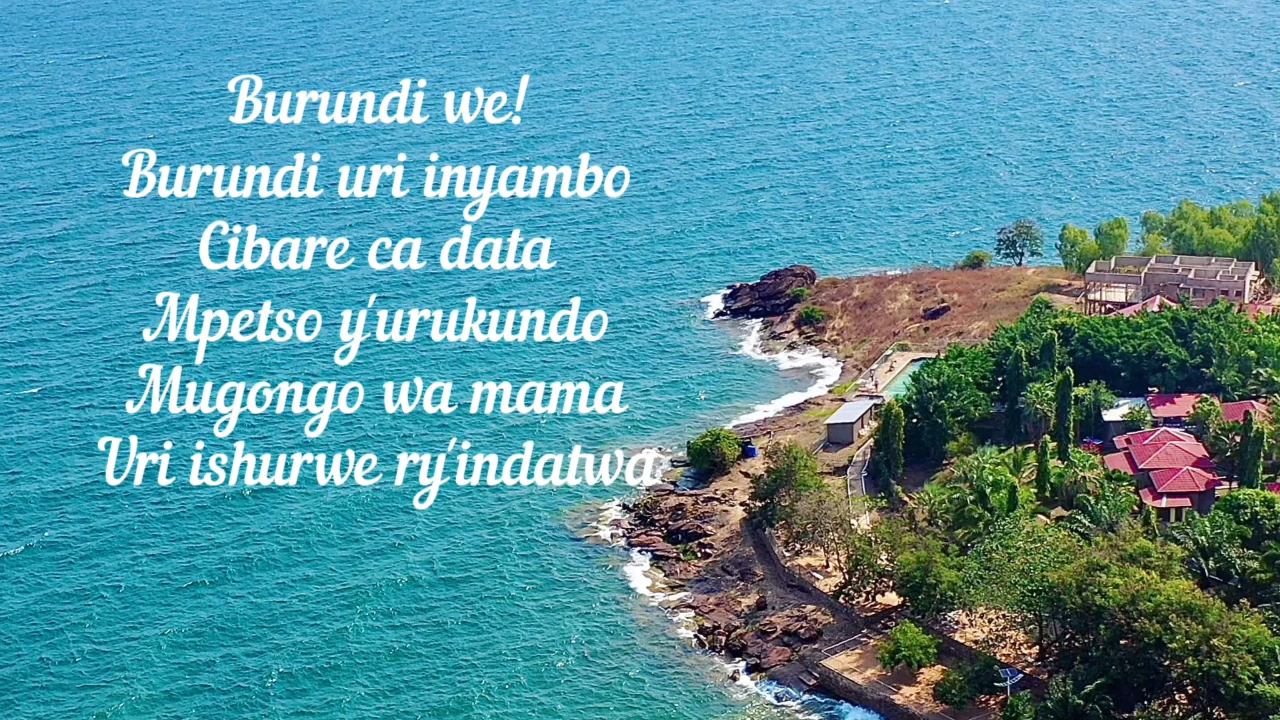 Burundi we!
Burundi uri inyambo
Cibare ca data
Mpetso y'urukundo
Mugongo wa mama
Uri ishurwe ry'indatwa